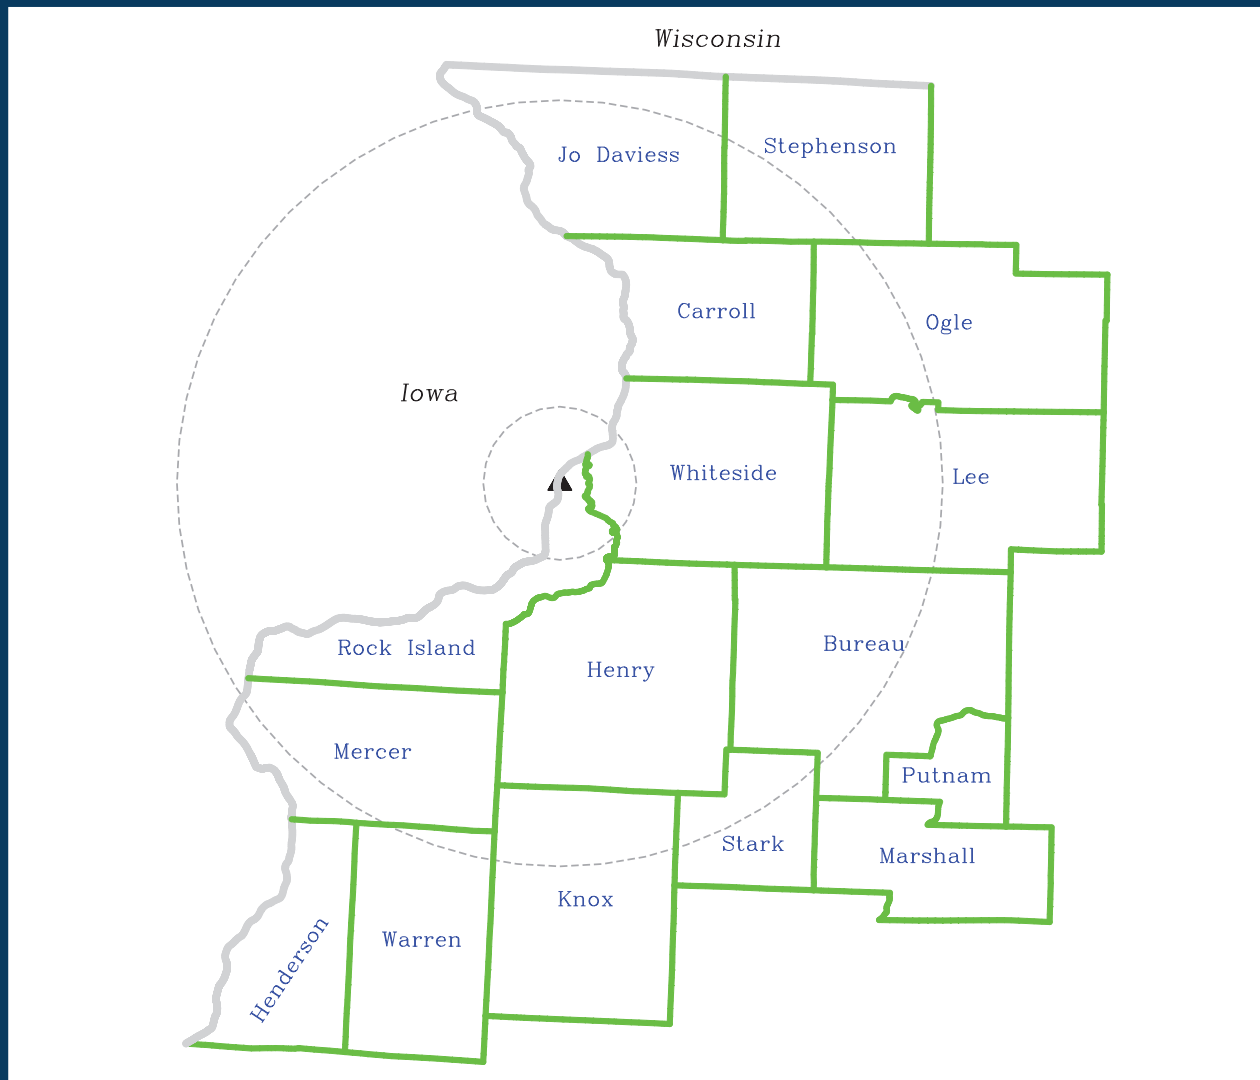 Wisconsin
Jo Daviess
Stephenson
Carroll
Ogle
Iowa
Whiteside
Lee
Rock Island
Henry
Bureau
Mercer
Putnam
Stark
Marshall
Knox
Warren
Henderson